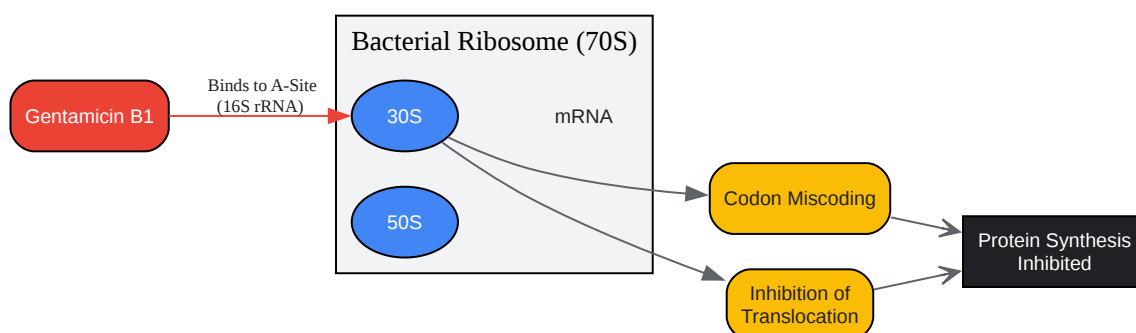 Bacterial Ribosome (70S)
Binds to A-Site
(16S rRNA)
Gentamicin B1
30S
mRNA
50S
Codon Miscoding
Protein Synthesis
Inhibited
Inhibition of
Translocation